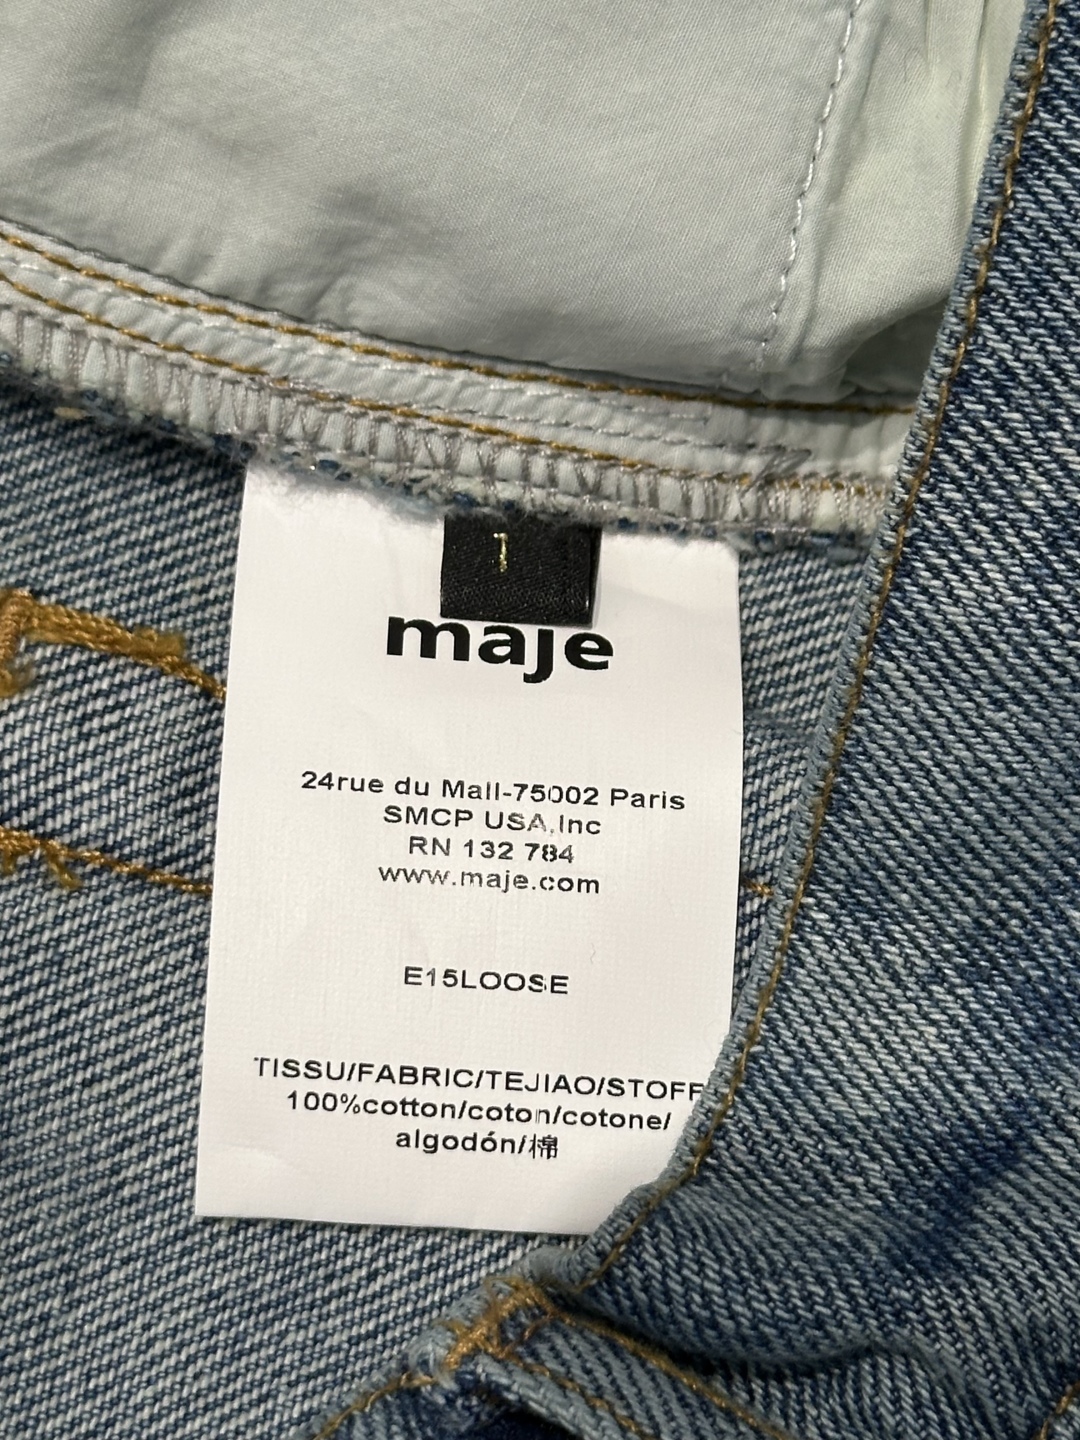 1
maje
24rue du Mail-75002 Paris
SMCP USA,Inc
RN 132 784
www.maje.com
E15LOOSE
TISSU/FABRIC/TEJIAO/STOFF
100%cotton/coton/cotone/
algodón/棉